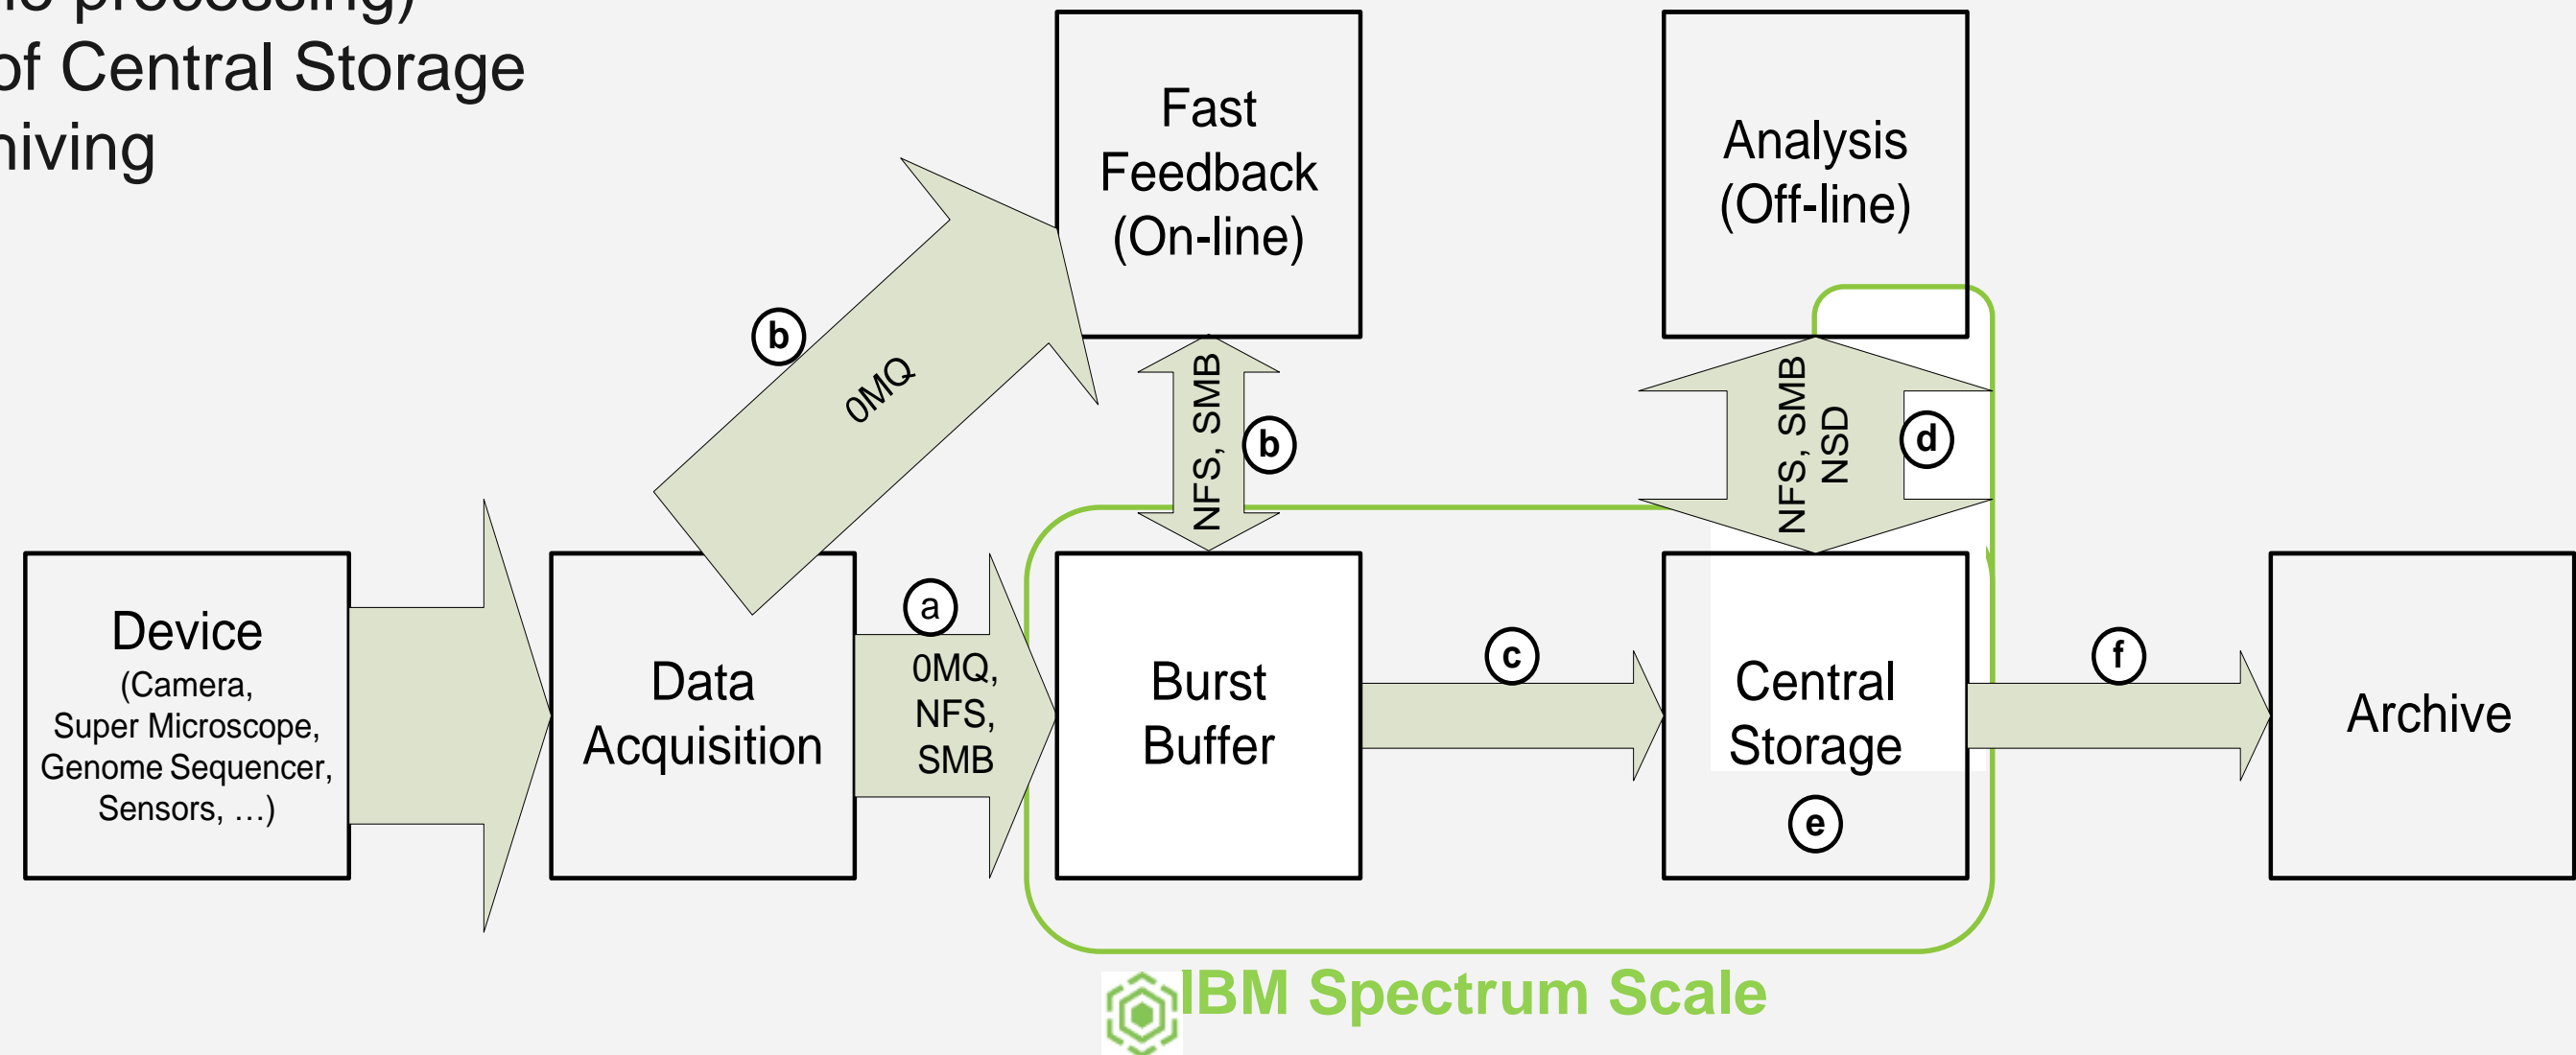 of Central Storage
Fast
Feedback
(On-line)
Analysis
(Off-line)
b
0MQ
NFS, SMB
b
NFS, SMB
NSD
d
Device
(Camera,
Super Microscope,
Genome Sequencer,
Sensors, …)
Data
Acquisition
a
0MQ,
NFS,
SMB
Burst
Buffer
c
Central
Storage
e
f
Archive
IBM Spectrum Scale